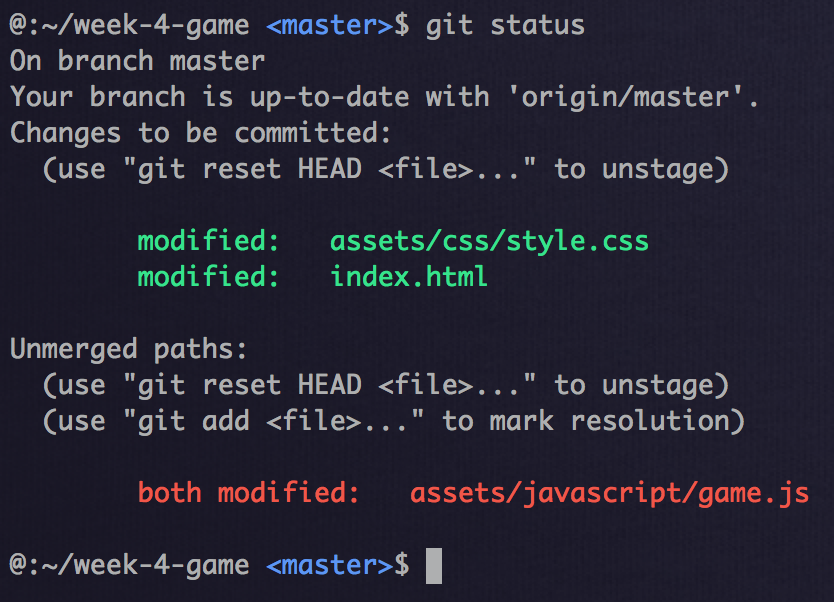 @:~/week-4-game <master>$ git status
On branch master
Your branch is up-to-date with 'origin/master'.
Changes to be committed:
  (use "git reset HEAD <file>..." to unstage)

        modified:   assets/css/style.css
        modified:   index.html

Unmerged paths:
  (use "git reset HEAD <file>..." to unstage)
  (use "git add <file>..." to mark resolution)

        both modified:   assets/javascript/game.js

@:~/week-4-game <master>$